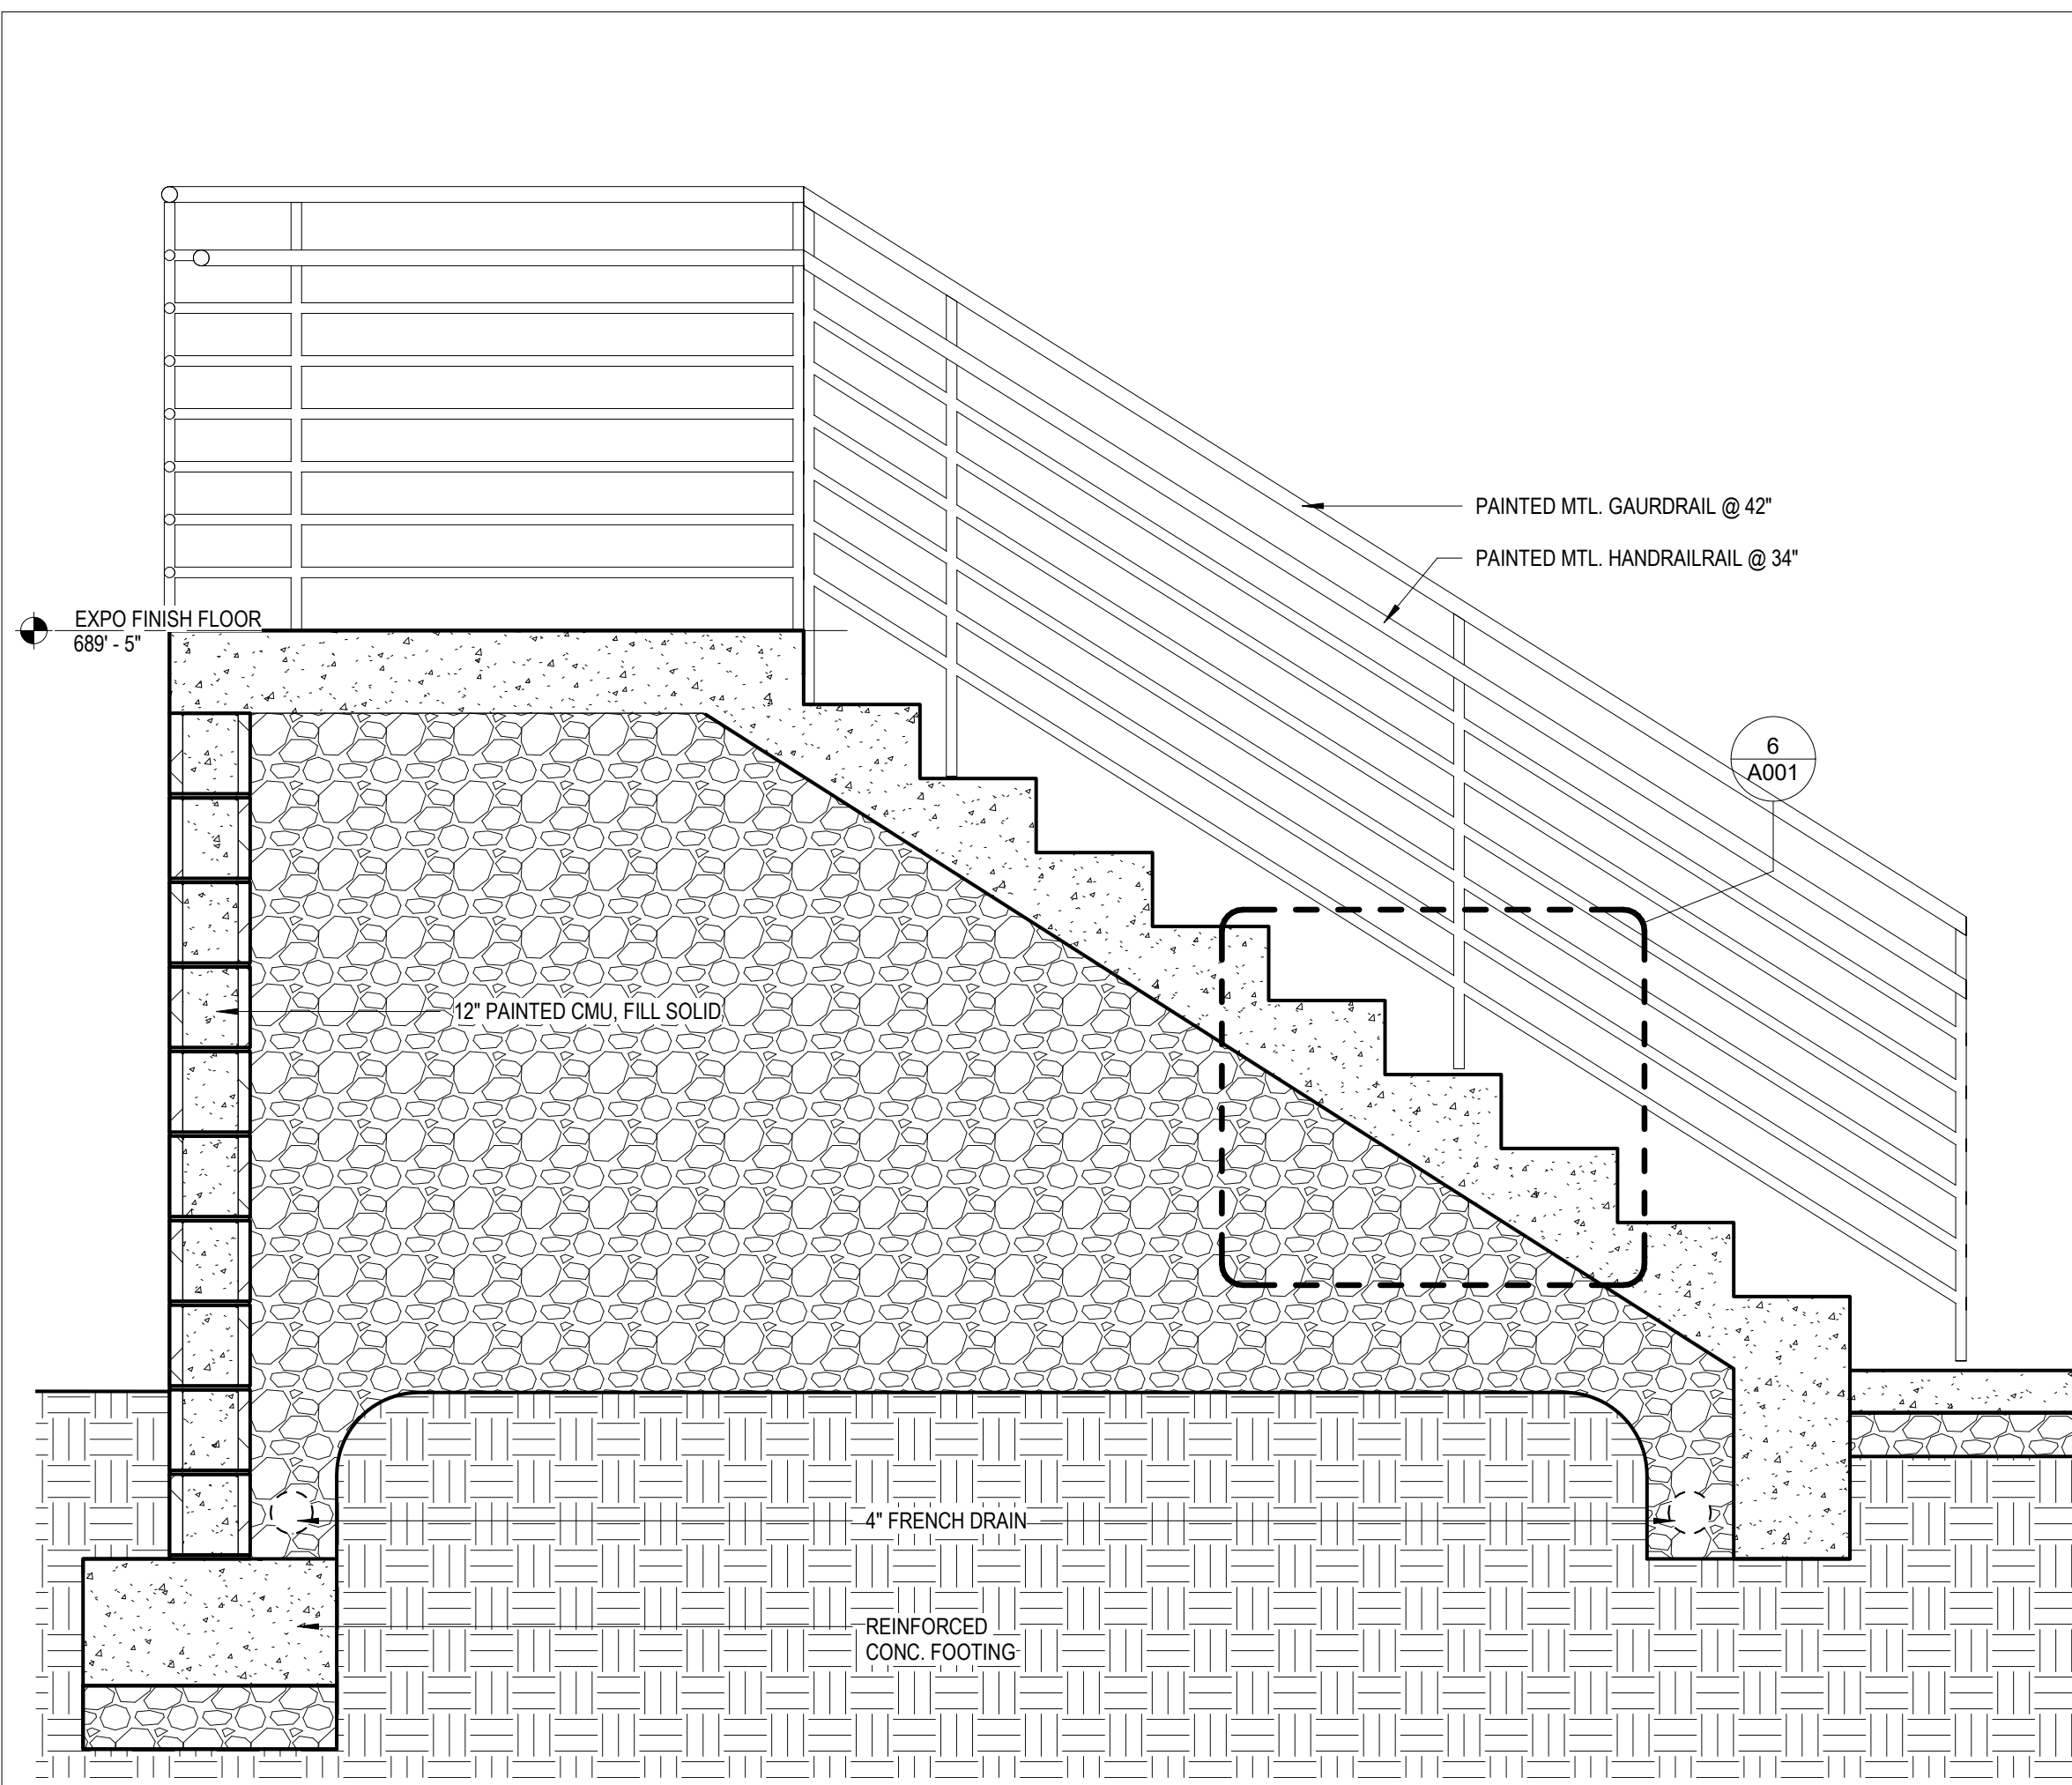 PAINTED MTL. GAURDRAIL @ 42"
PAINTED MTL. HANDRAILRAIL @ 34"
EXPO FINISH FLOOR
689' - 5"
6
A001
12" PAINTED CMU, FILL SOLID
4" FRENCH DRAIN
REINFORCED
CONC. FOOTING